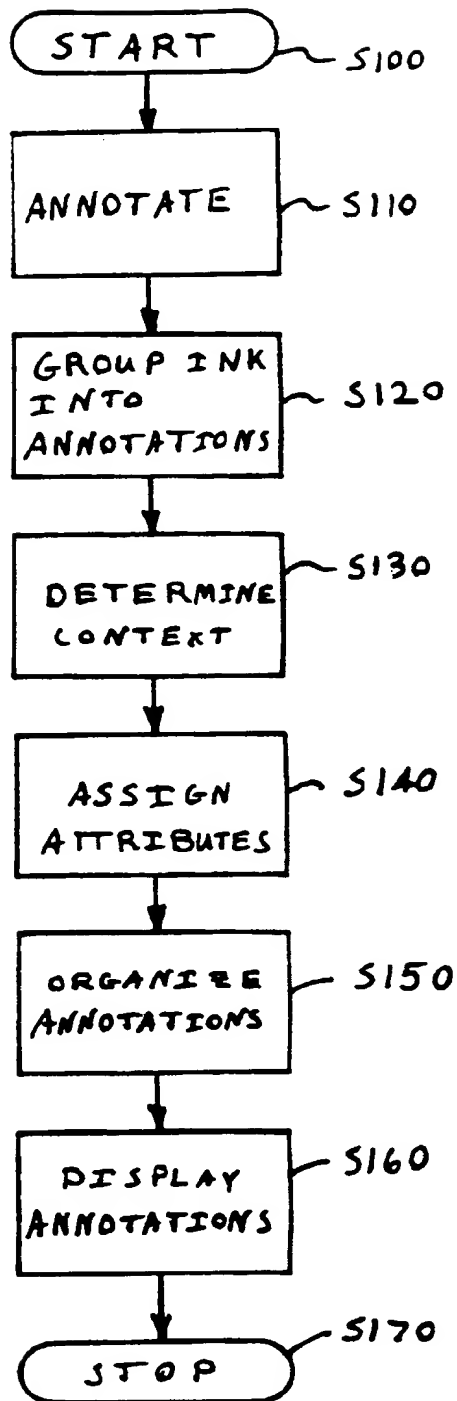 START
S100
ANNOTATE
S110
GROUP INK
INTO
ANNOTATIONS
S120
DETERMINE
CONTEXT
S130
ASSIGN
ATTRIBUTES
S140
ORGANIZE
ANNOTATIONS
S150
DISPLAY
ANNOTATIONS
S160
STOP
S170